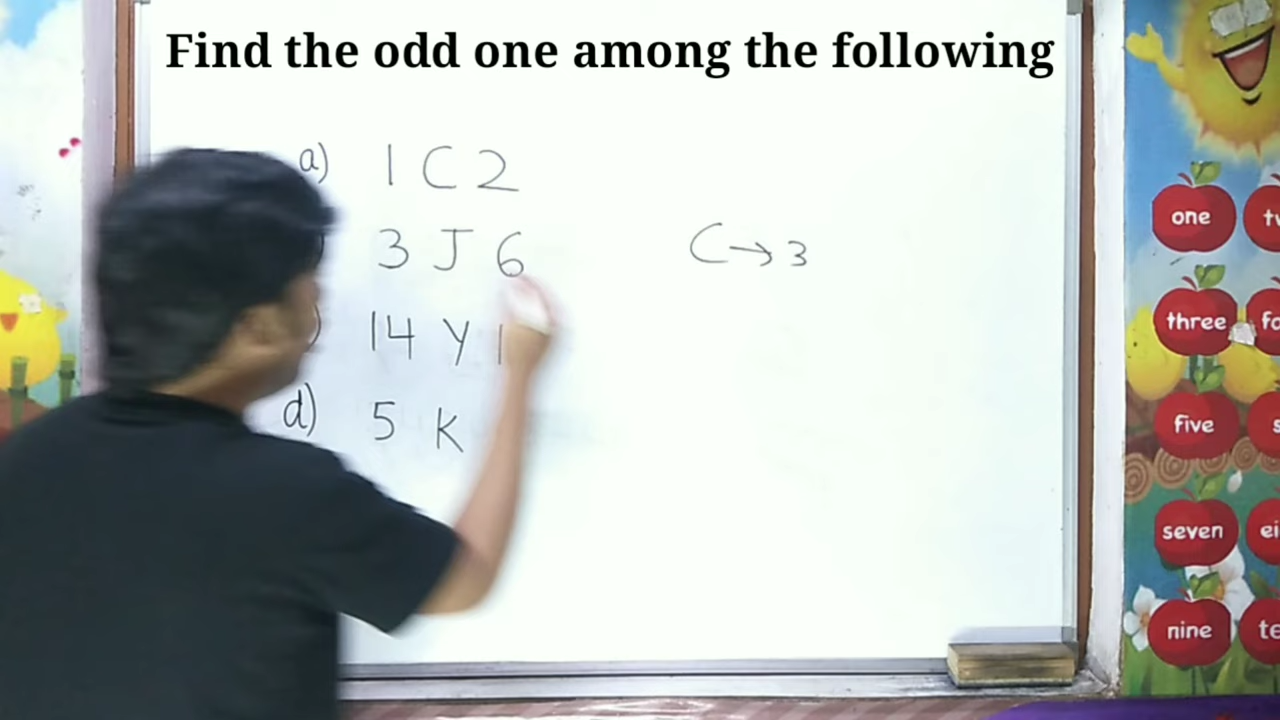 Find the odd one among the following
a) 1 C 2
3 J 6
C → 3
) 14 Y 1
d) 5 K
one
three
five
seven
nine